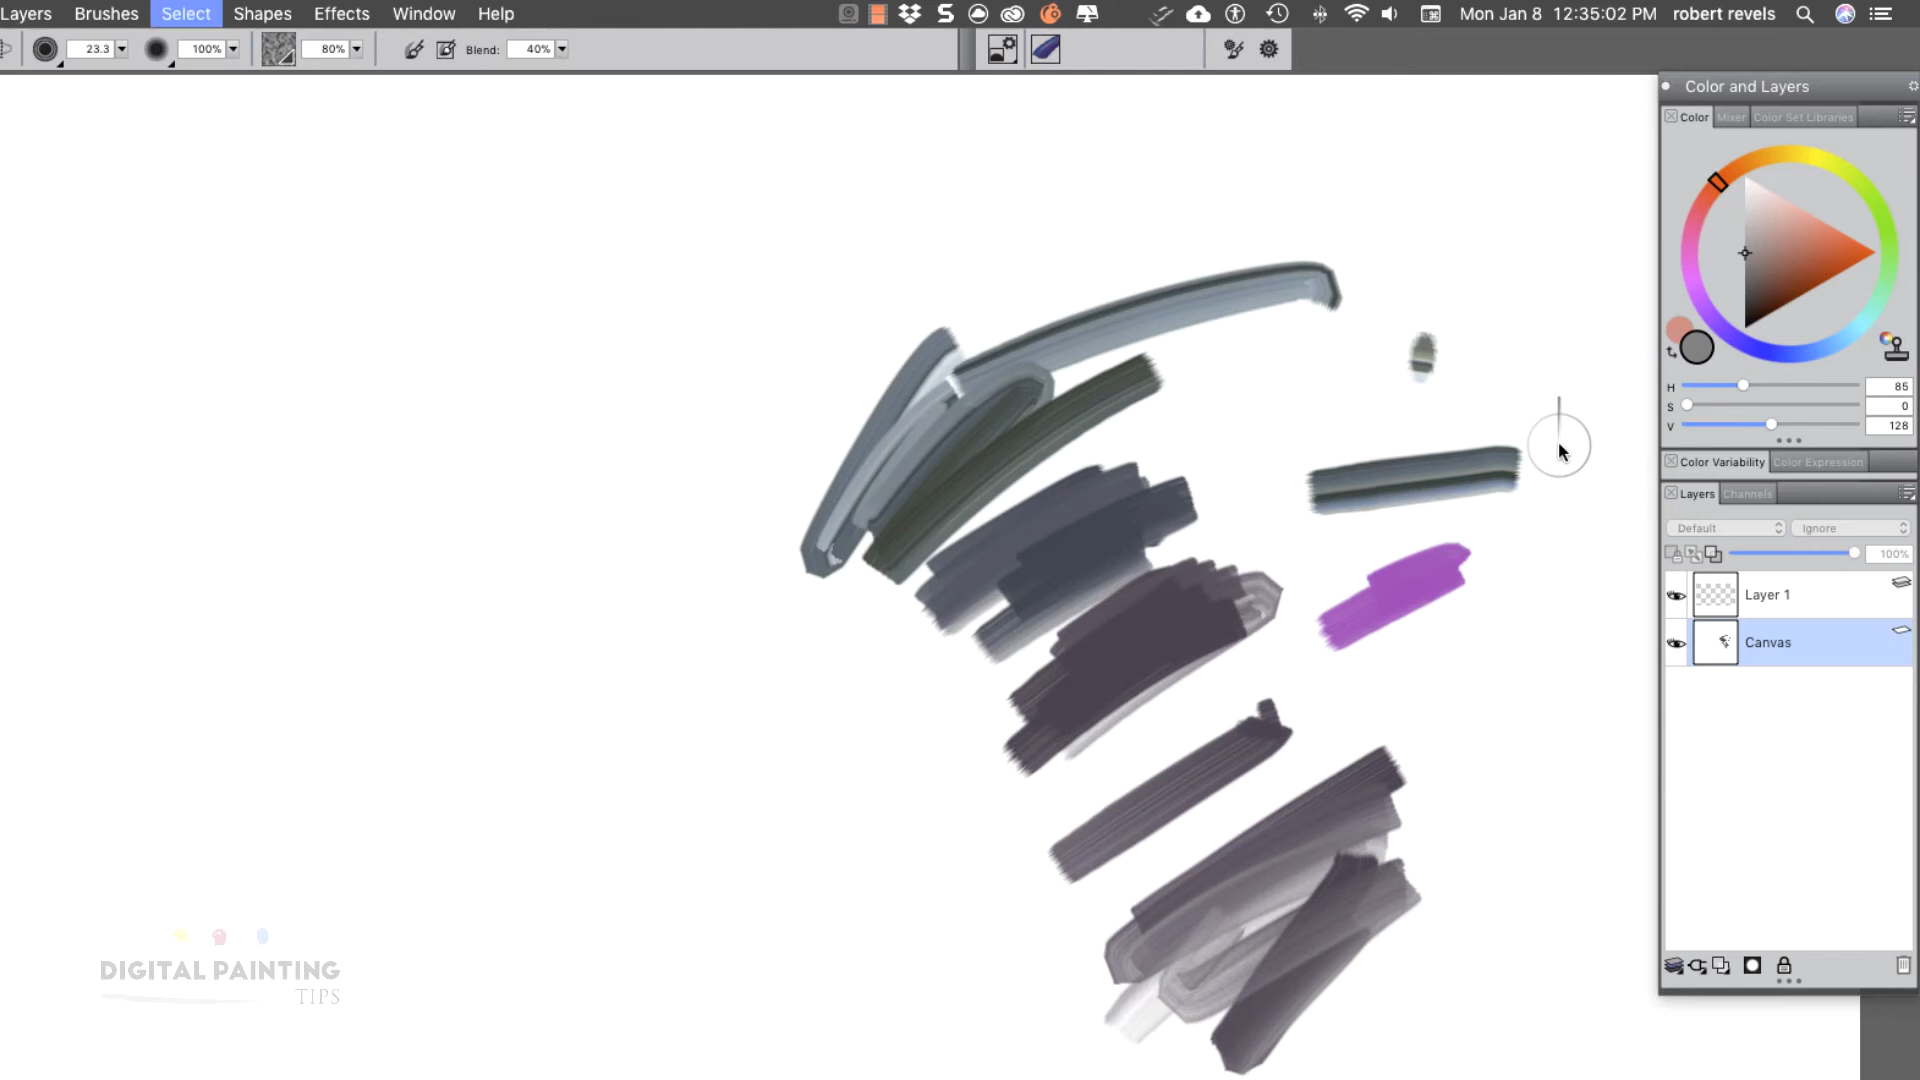 Layers Brushes Select Shapes Effects Window Help Mon Jan 8 12:35:02 PM robert revels
23.3 100% 80% Blend: 40%
Color and Layers
Color Mixer Color Set Libraries
H 85
S 0
V 128
Color Variability Color Expression
Layers Channels
Default Ignore
100%
Layer 1
Canvas
DIGITAL PAINTING
TIPS